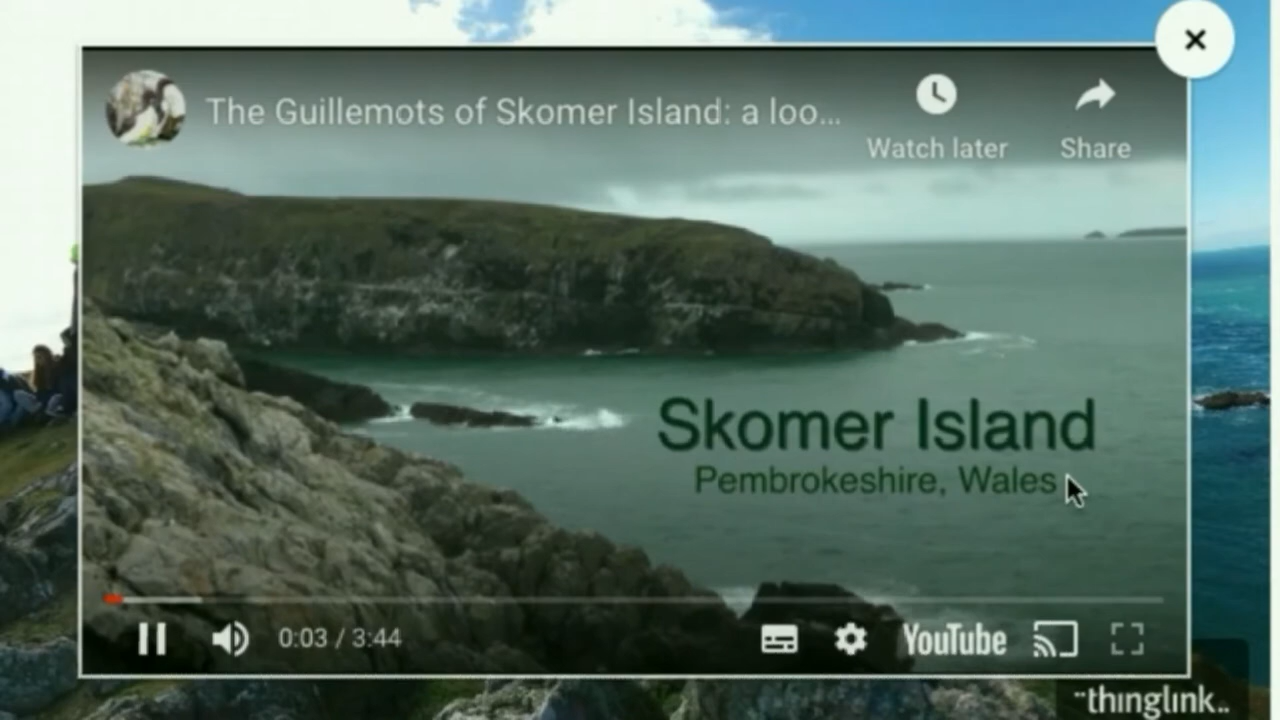 The Guillemots of Skomer Island: a loo...
Watch later
Share
Skomer Island
Pembrokeshire, Wales
0:03 / 3:44
YouTube
¨thinglink..